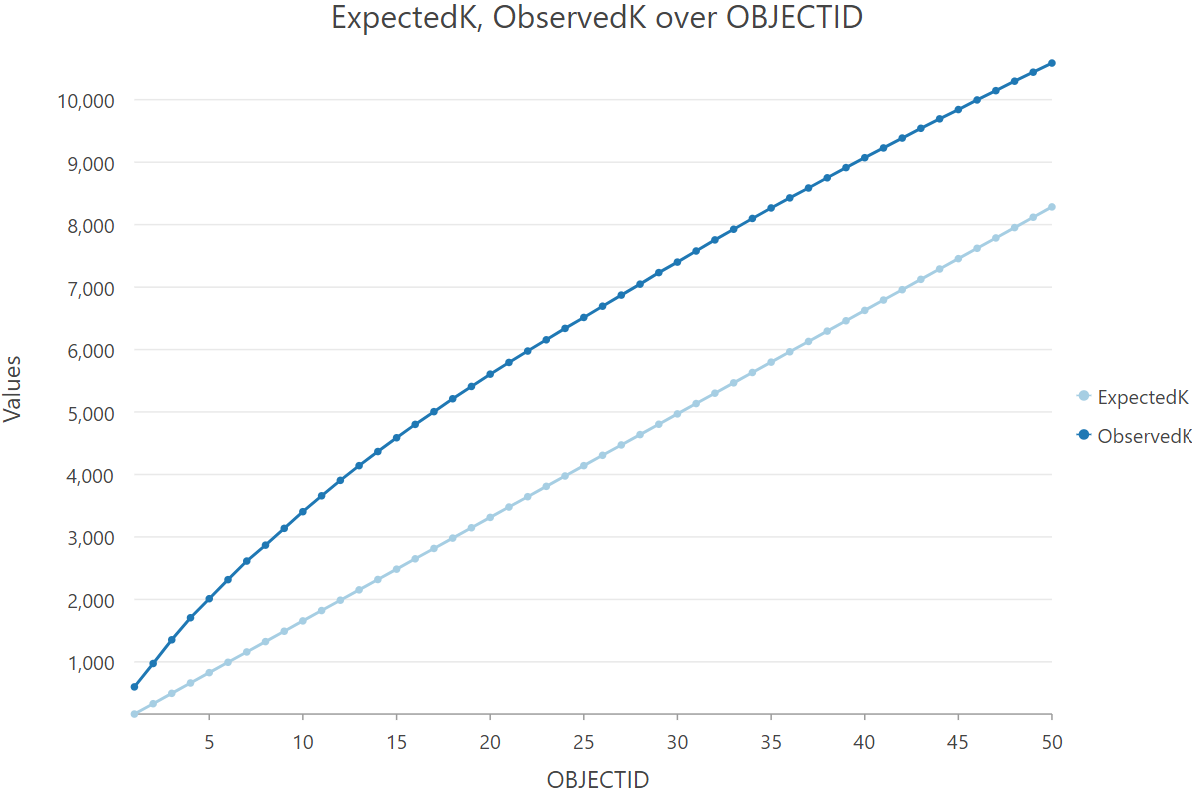 ExpectedK, ObservedK over OBJECTID
Values
10,000
9,000
8,000
7,000
6,000
5,000
4,000
3,000
2,000
1,000
5 10 15 20 25 30 35 40 45 50
OBJECTID
ExpectedK
ObservedK